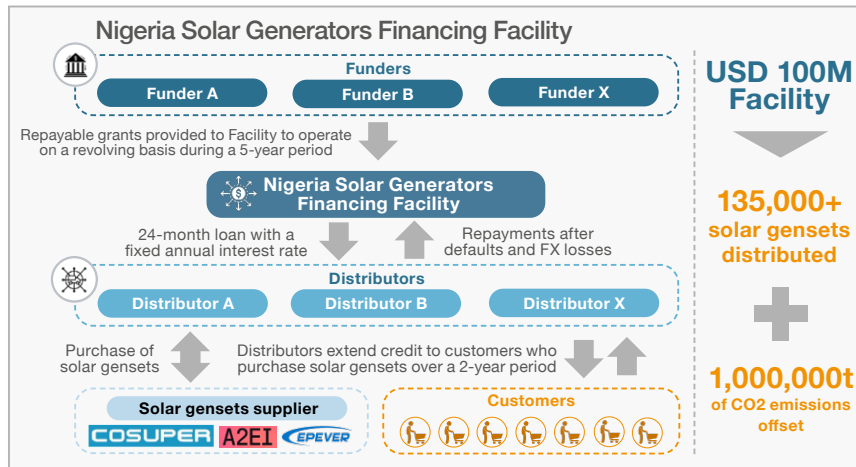 Nigeria Solar Generators Financing Facility
Funders
Funder A
Funder B
Funder X
Repayable grants provided to Facility to operate
on a revolving basis during a 5-year period
Nigeria Solar Generators
Financing Facility
24-month loan with a
fixed annual interest rate
Repayments after
defaults and FX losses
Distributors
Distributor A
Distributor B
Distributor X
Purchase of
solar gensets
Distributors extend credit to customers who
purchase solar gensets over a 2-year period
Solar gensets supplier
COSUPER
A2EI
EPEVER
Customers
USD 100M
Facility
135,000+
solar gensets
distributed
1,000,000t
of CO2 emissions
offset